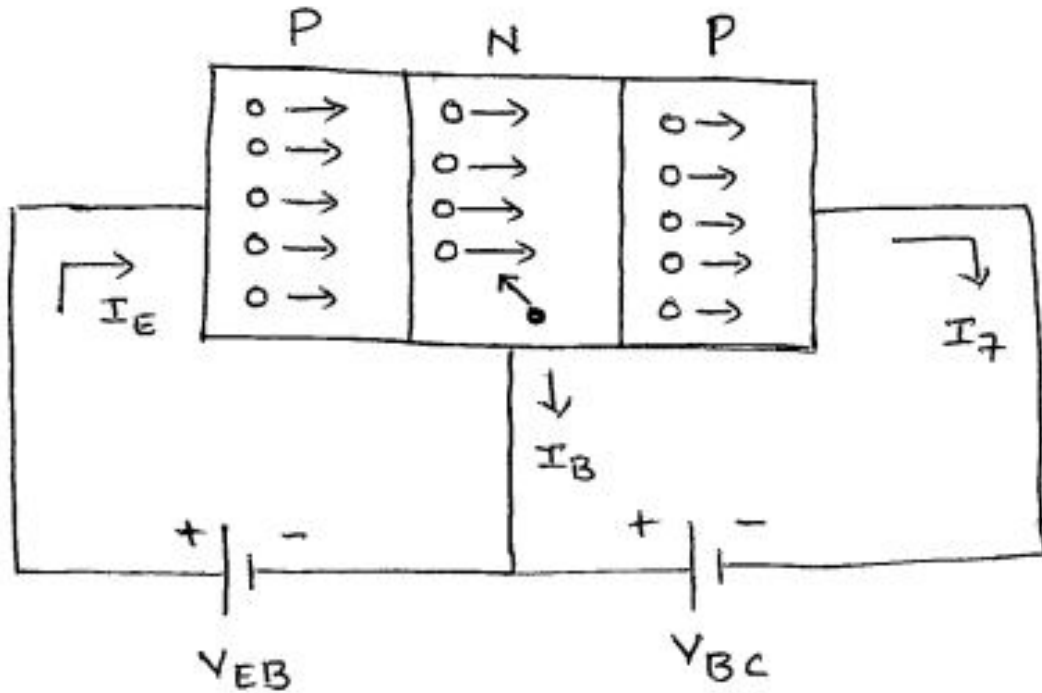 P N P
I_E
I_7
I_B
+ - + -
V_EB V_BC